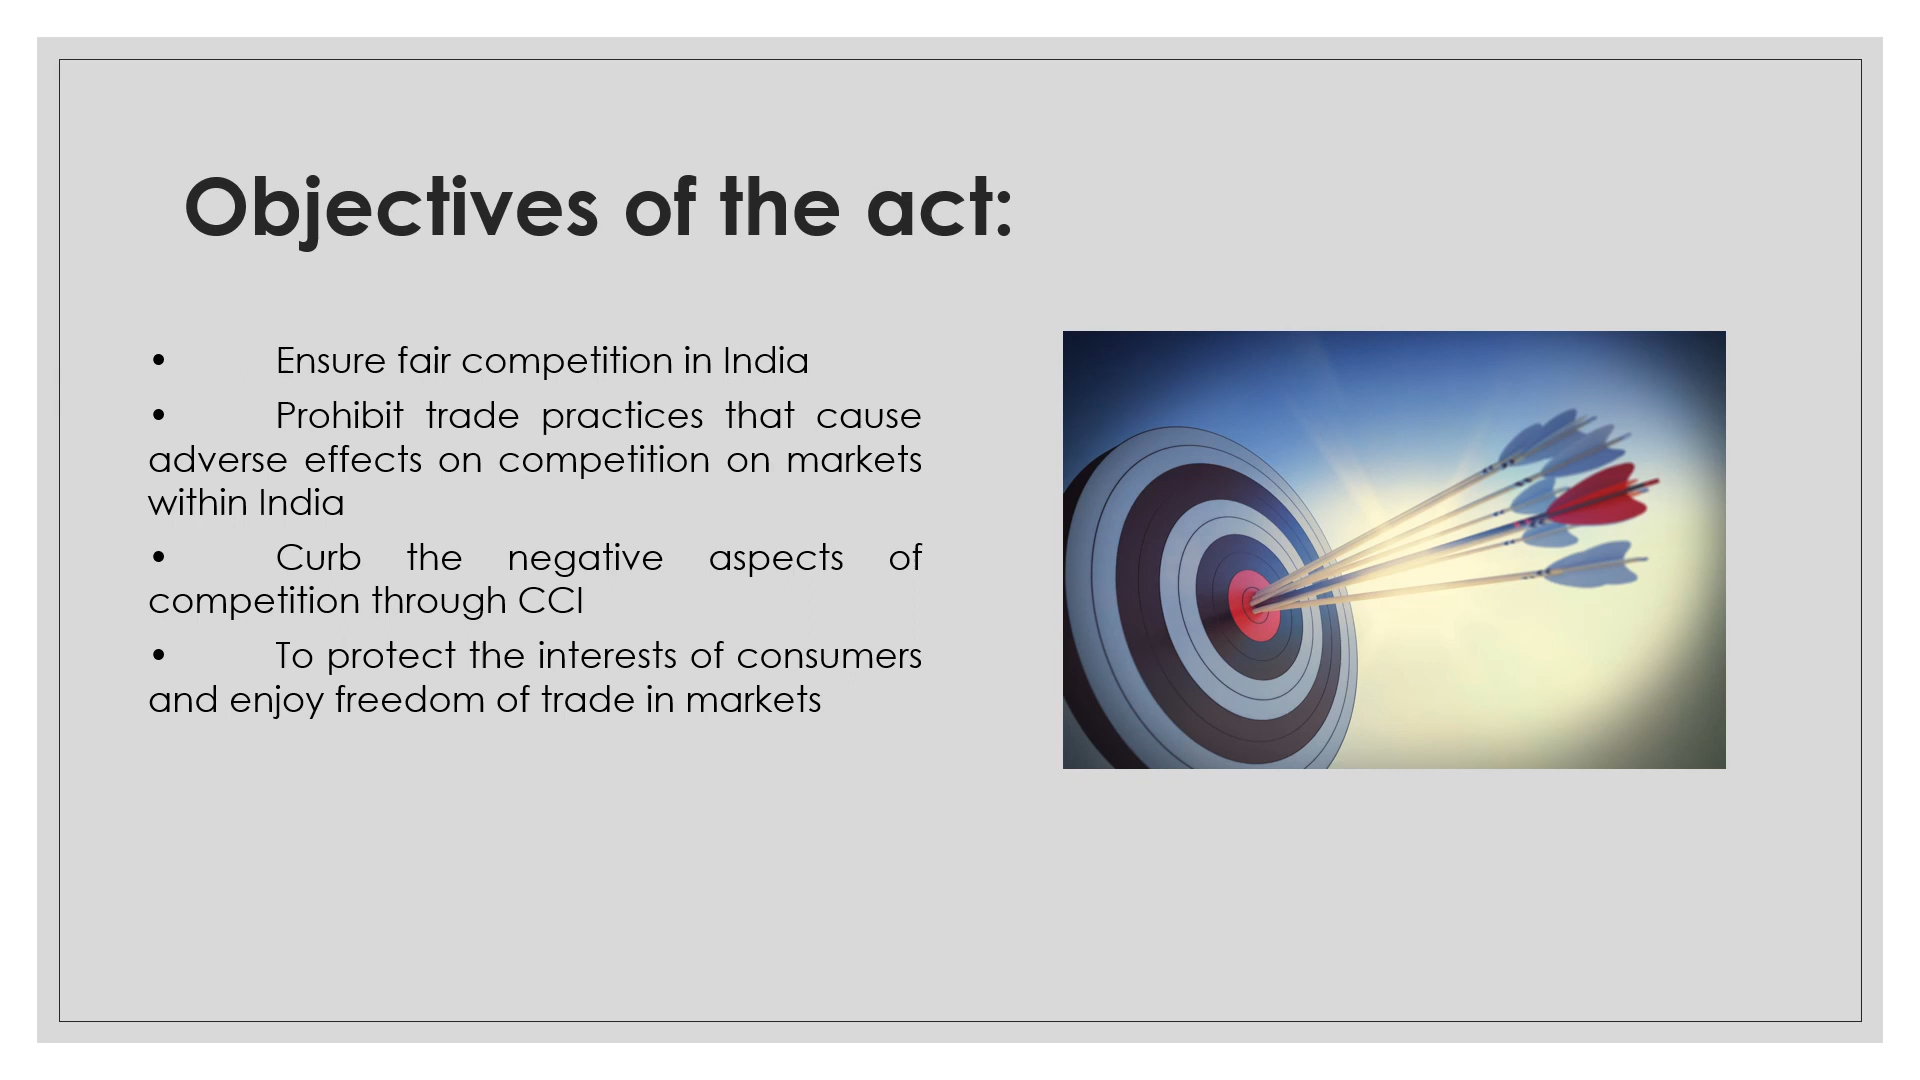 Objectives of the act:
• Ensure fair competition in India
• Prohibit trade practices that cause
adverse effects on competition on markets
within India
• Curb the negative aspects of
competition through CCI
• To protect the interests of consumers
and enjoy freedom of trade in markets